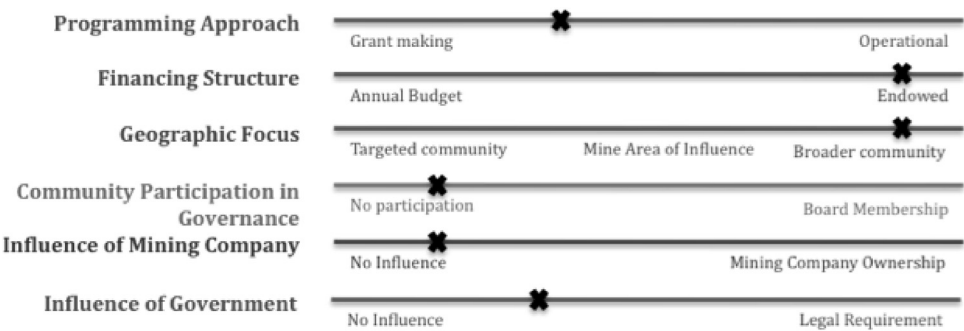 Programming Approach
Grant making Operational
Financing Structure
Annual Budget Endowed
Geographic Focus
Targeted community Mine Area of Influence Broader community
Community Participation in
Governance
No participation Board Membership
Influence of Mining Company
No Influence Mining Company Ownership
Influence of Government
No Influence Legal Requirement